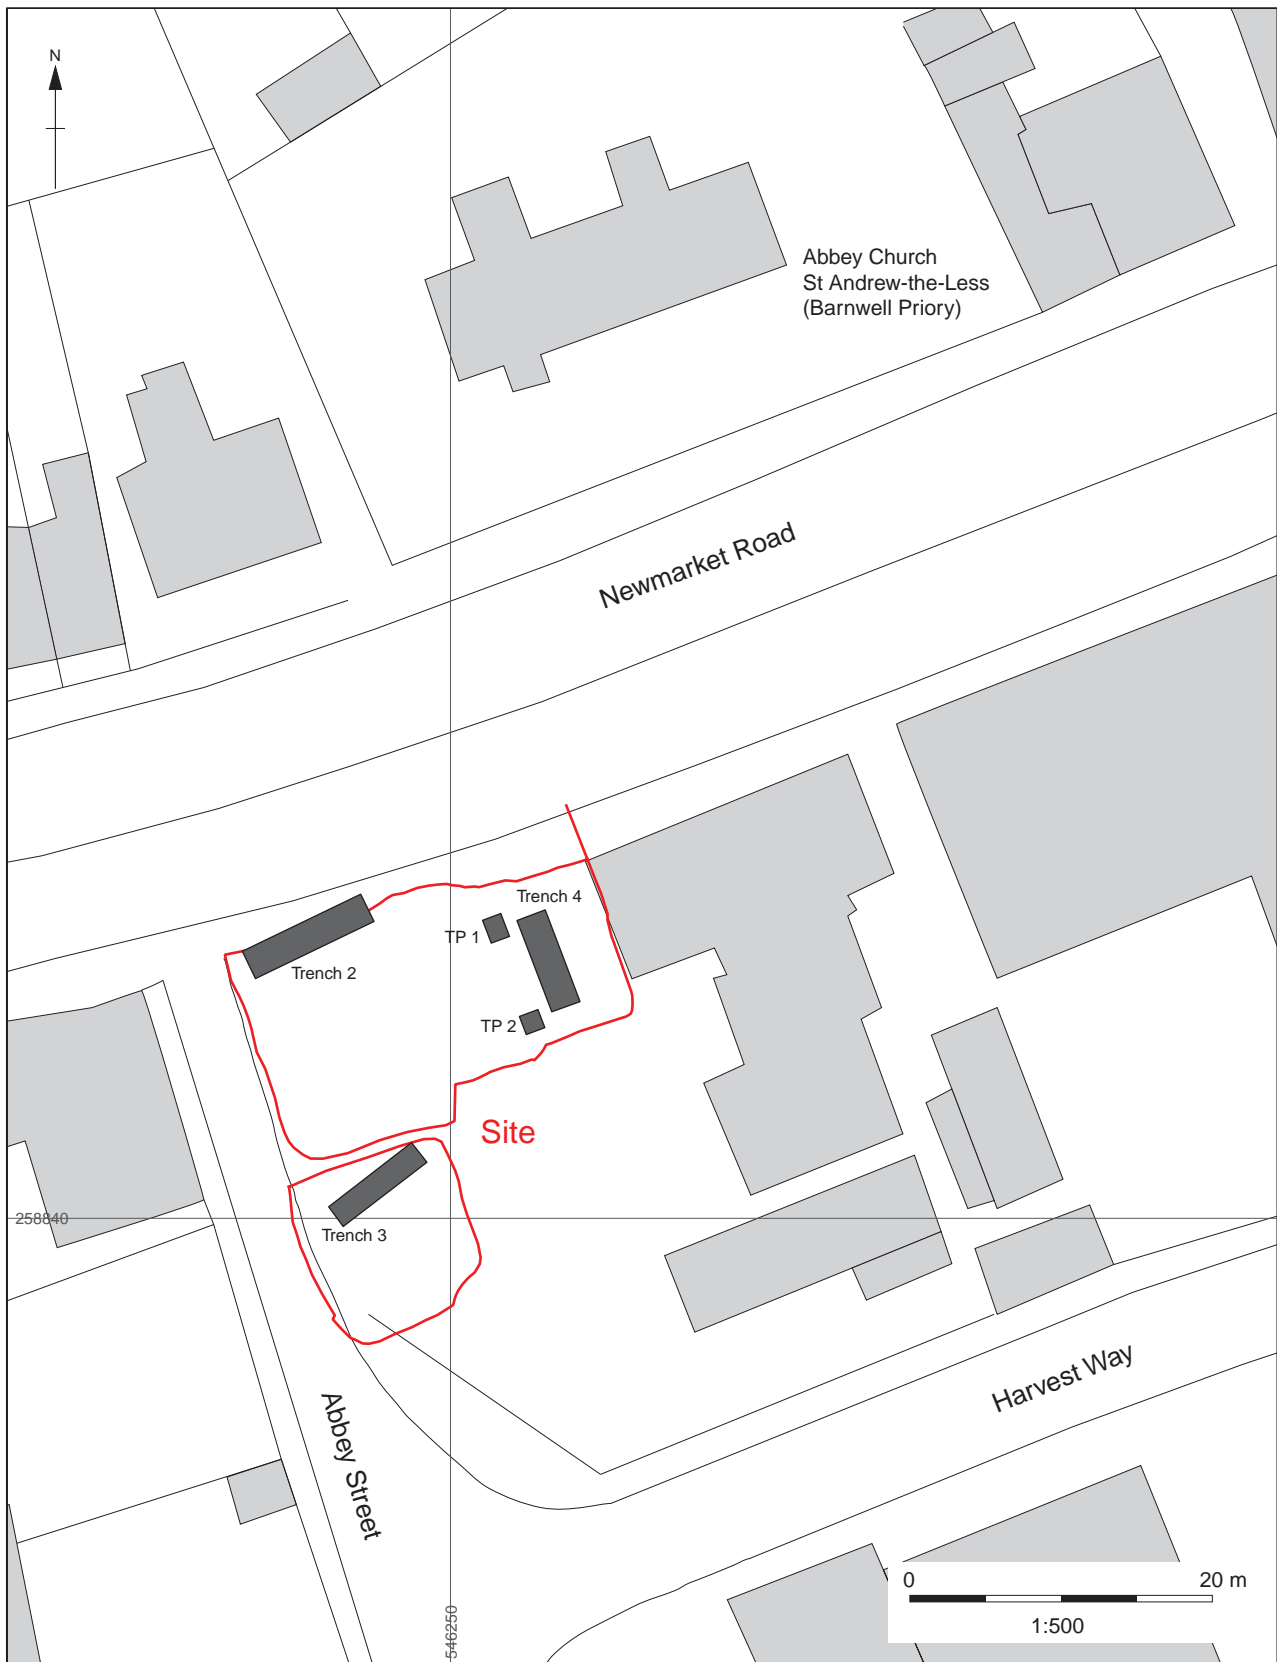 N
Abbey Church
St Andrew-the-Less
(Barnwell Priory)
Newmarket Road
Trench 4
TP 1
Trench 2
TP 2
Site
258840
Trench 3
Harvest Way
Abbey Street
546250
0 20 m
1:500